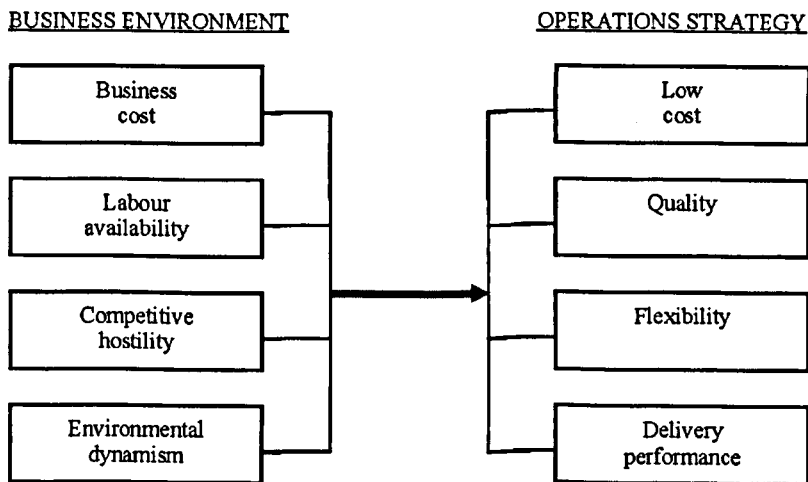 BUSINESS ENVIRONMENT
Business
cost
Labour
availability
Competitive
hostility
Environmental
dynamism
OPERATIONS STRATEGY
Low
cost
Quality
Flexibility
Delivery
performance